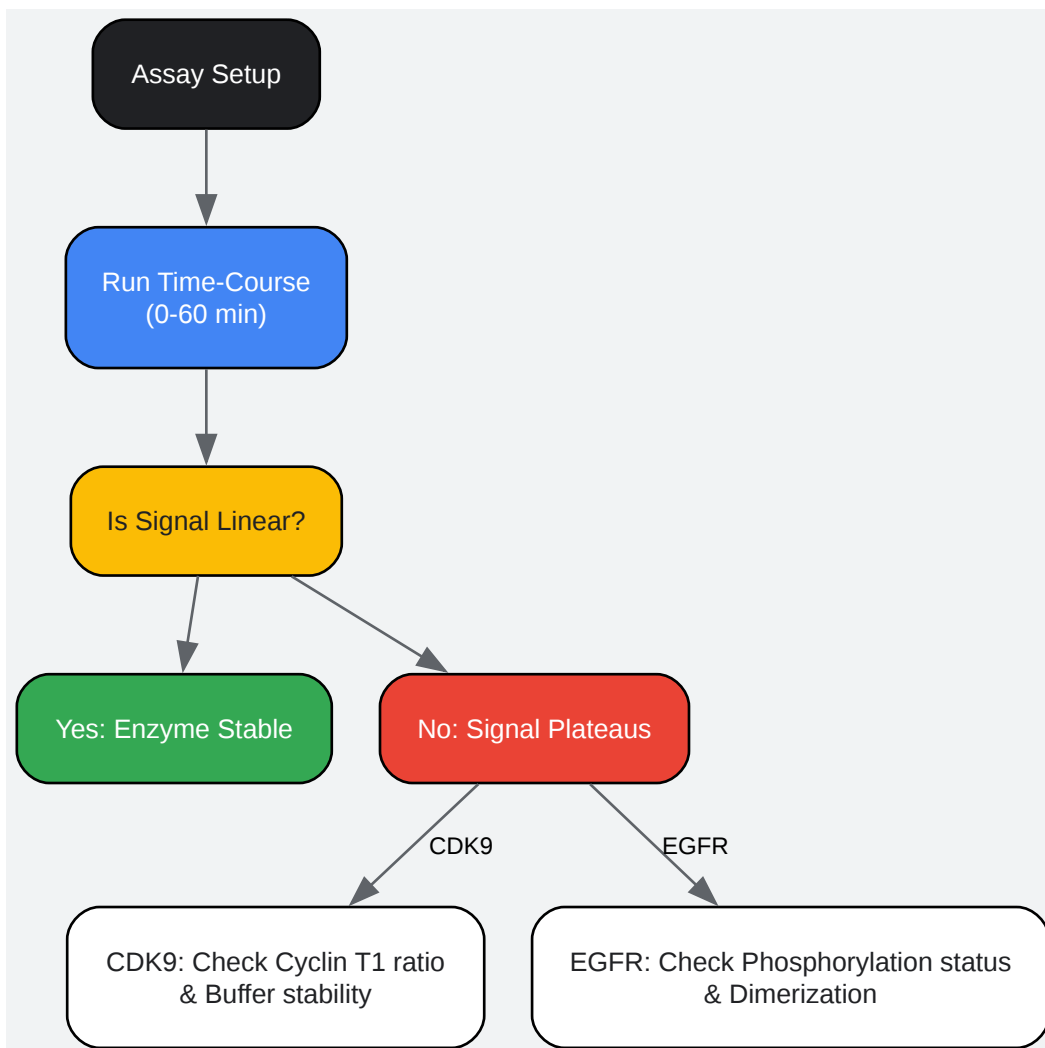 Assay Setup
Run Time-Course
(0-60 min)
Is Signal Linear?
Yes: Enzyme Stable
No: Signal Plateaus
CDK9
EGFR
CDK9: Check Cyclin T1 ratio
& Buffer stability
EGFR: Check Phosphorylation status
& Dimerization